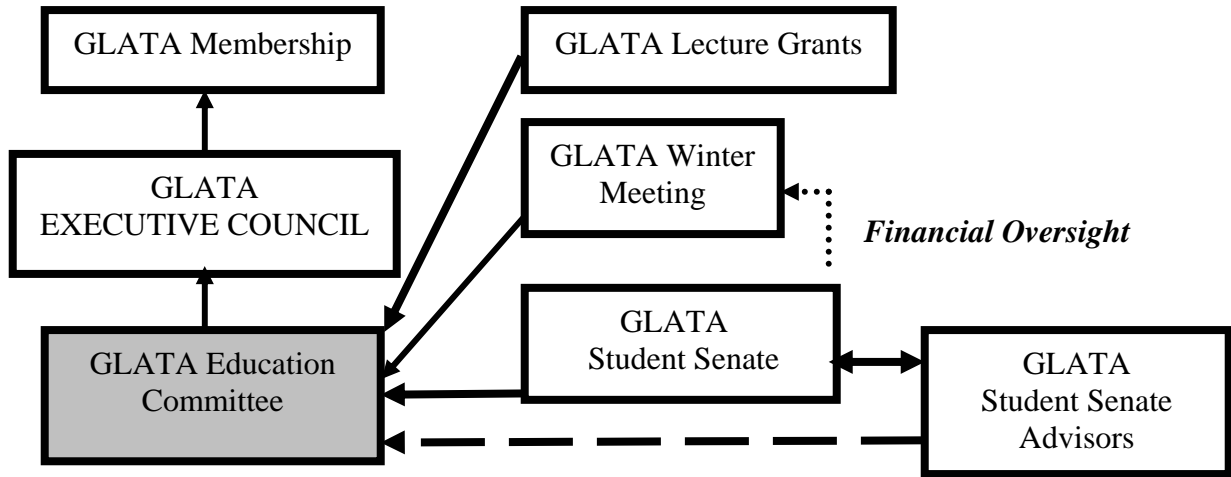 GLATA Membership
GLATA Lecture Grants
GLATA Winter
Meeting
GLATA
EXECUTIVE COUNCIL
Financial Oversight
GLATA
Student Senate
GLATA Education
Committee
GLATA
Student Senate
Advisors